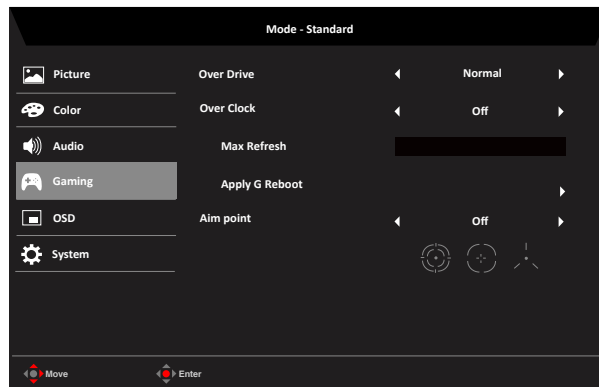 Mode - Standard
Picture
Over Drive
Normal
Color
Over Clock
Off
Audio
Max Refresh
Gaming
Apply G Reboot
OSD
Aim point
Off
System
Move
Enter